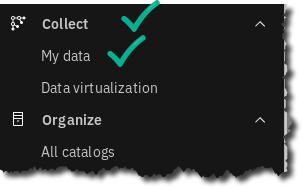 Collect
My data
Data virtualization
Organize
All catalogs